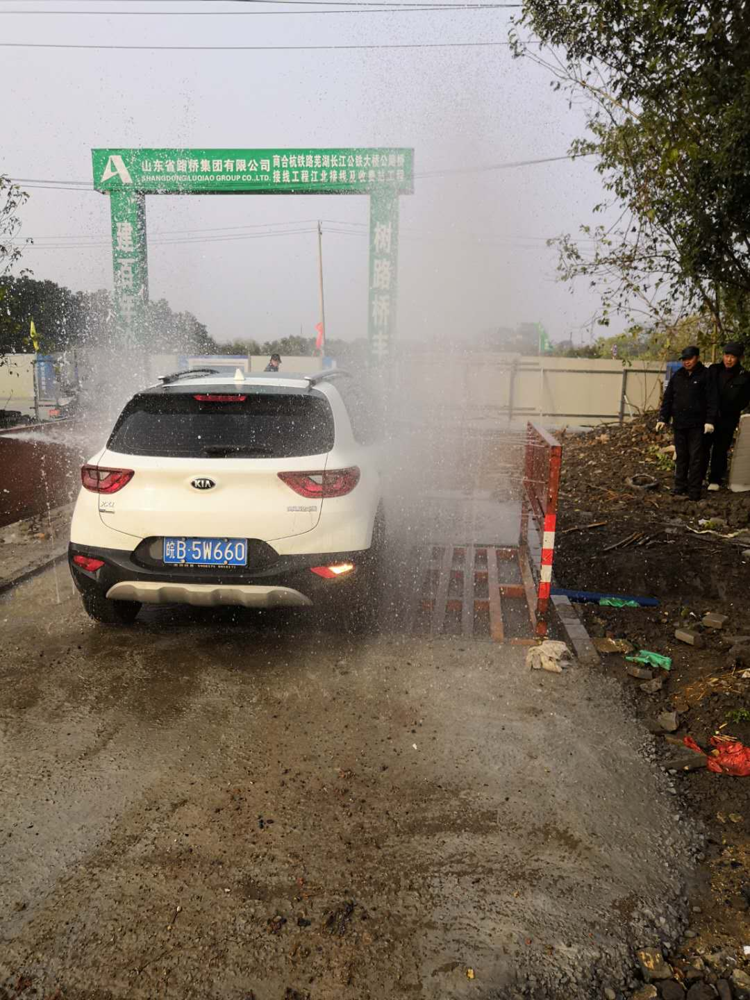 山东省路桥集团有限公司
SHANGDONG LUQIAO GROUP CO.,LTD.
商合杭铁路芜湖长江公铁大桥公路桥
接线工程江北接线及收费站工程
建百年
树路桥丰
KIA
皖B·5W660